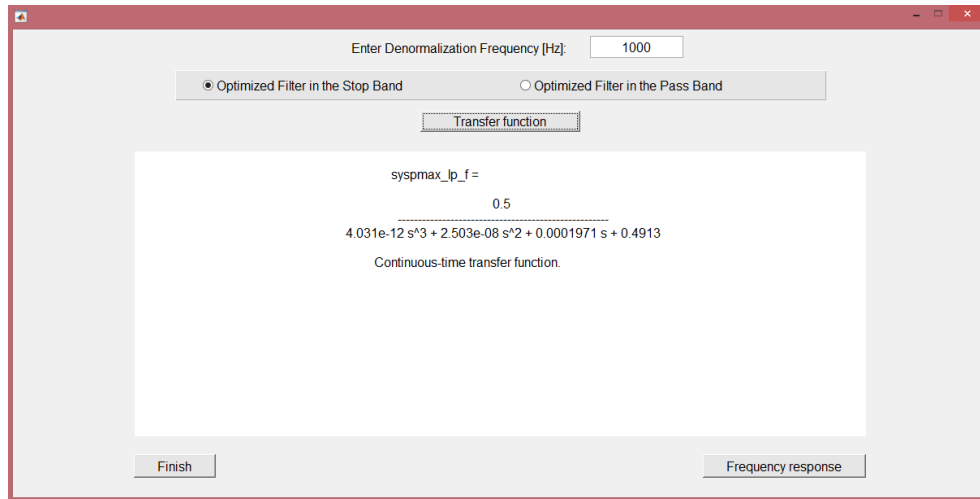 Enter Denormalization Frequency [Hz]: 1000
Optimized Filter in the Stop Band Optimized Filter in the Pass Band
Transfer function
syspmax_lp_f =
0.5
----------------------------------------------------
4.031e-12 s^3 + 2.503e-08 s^2 + 0.0001971 s + 0.4913
Continuous-time transfer function.
Finish Frequency response